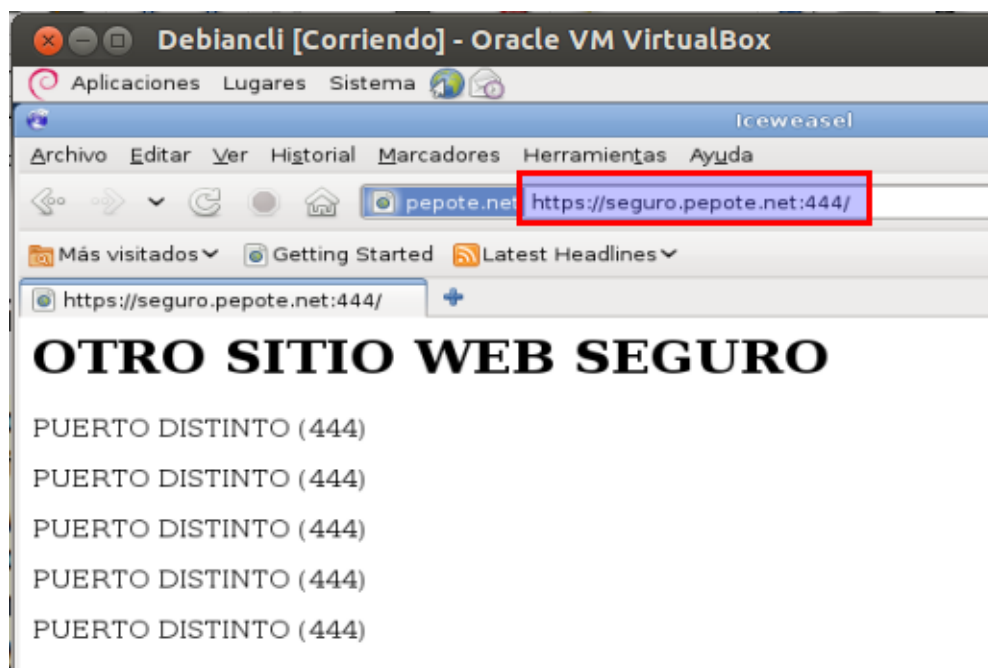 Debiancli [Corriendo] - Oracle VM VirtualBox
Aplicaciones Lugares Sistema
Iceweasel
Archivo Editar Ver Historial Marcadores Herramientas Ayuda
pepote.net https://seguro.pepote.net:444/
Más visitados Getting Started Latest Headlines
https://seguro.pepote.net:444/
OTRO SITIO WEB SEGURO
PUERTO DISTINTO (444)
PUERTO DISTINTO (444)
PUERTO DISTINTO (444)
PUERTO DISTINTO (444)
PUERTO DISTINTO (444)